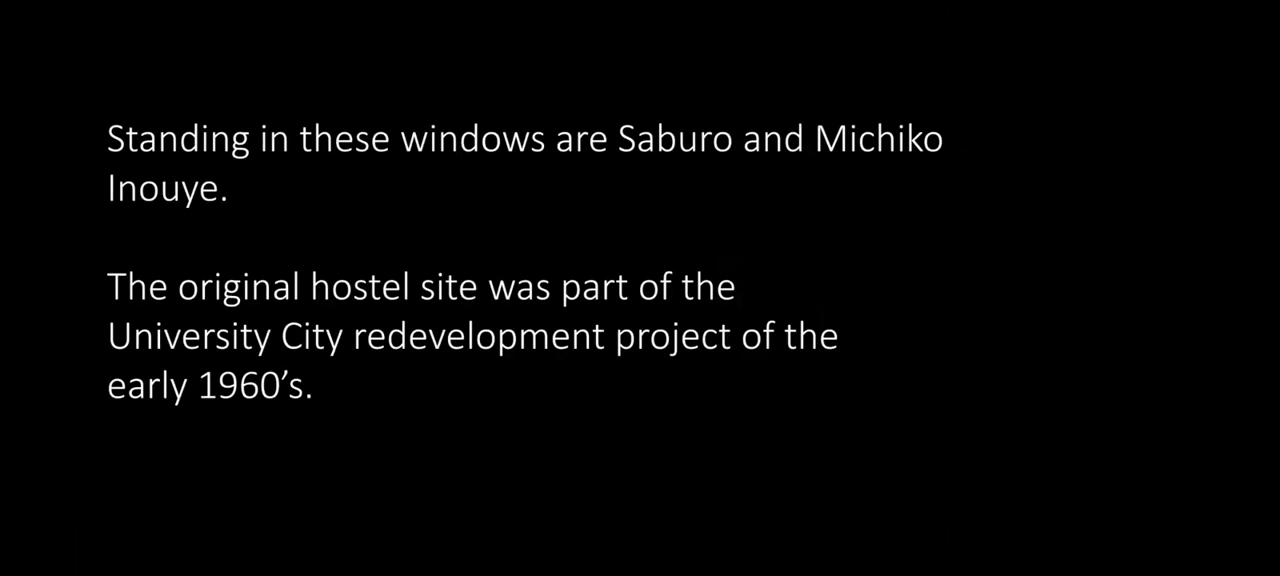 Standing in these windows are Saburo and Michiko
Inouye.
The original hostel site was part of the
University City redevelopment project of the
early 1960’s.